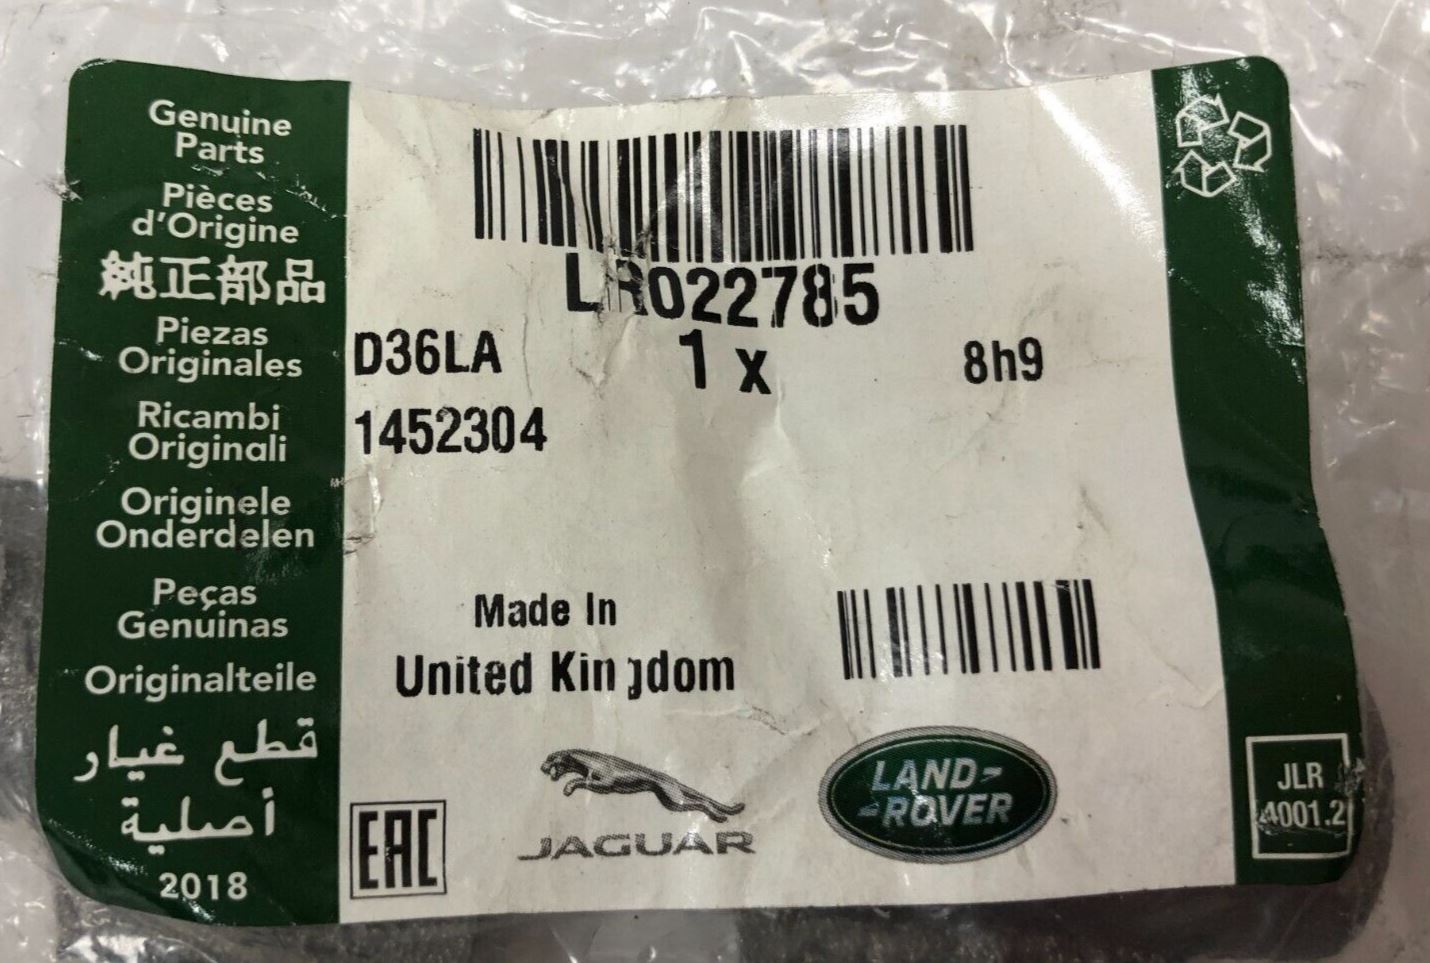 Genuine
Parts
Pièces
d'Origine
純正部品
Piezas
Originales
Ricambi
Originali
Originele
Onderdelen
Peças
Genuinas
Originalteile
قطع غيار
أصلية
2018
LR022785
D36LA
1 x
8h9
1452304
Made In
United Kingdom
EAC
JAGUAR
LAND-
-ROVER
JLR
4001.2